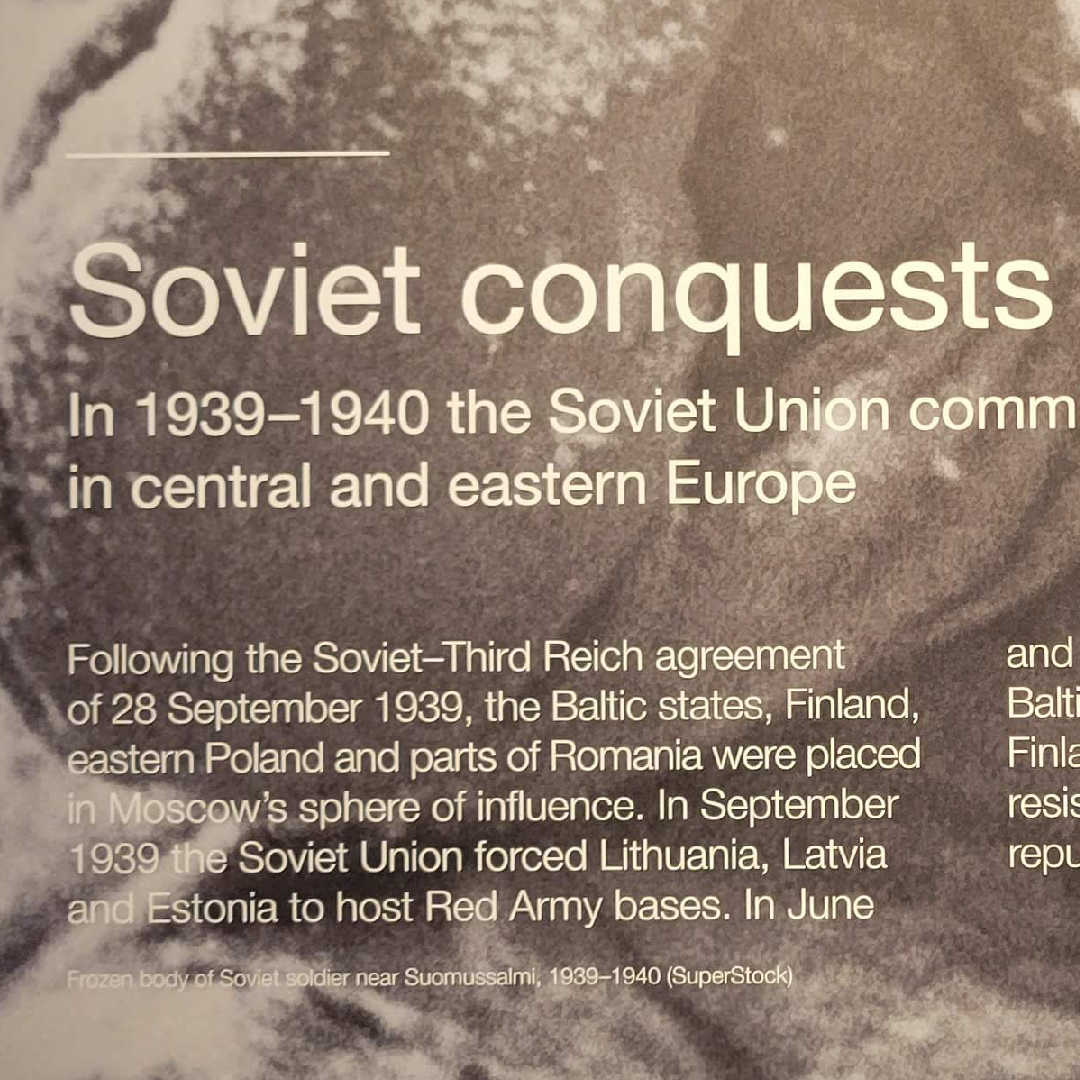 Soviet conquests
In 1939–1940 the Soviet Union comm
in central and eastern Europe
Following the Soviet–Third Reich agreement
of 28 September 1939, the Baltic states, Finland,
eastern Poland and parts of Romania were placed
in Moscow’s sphere of influence. In September
1939 the Soviet Union forced Lithuania, Latvia
and Estonia to host Red Army bases. In June
and
Balti
Finla
resis
repu
Frozen body of Soviet soldier near Suomussalmi, 1939–1940 (SuperStock)